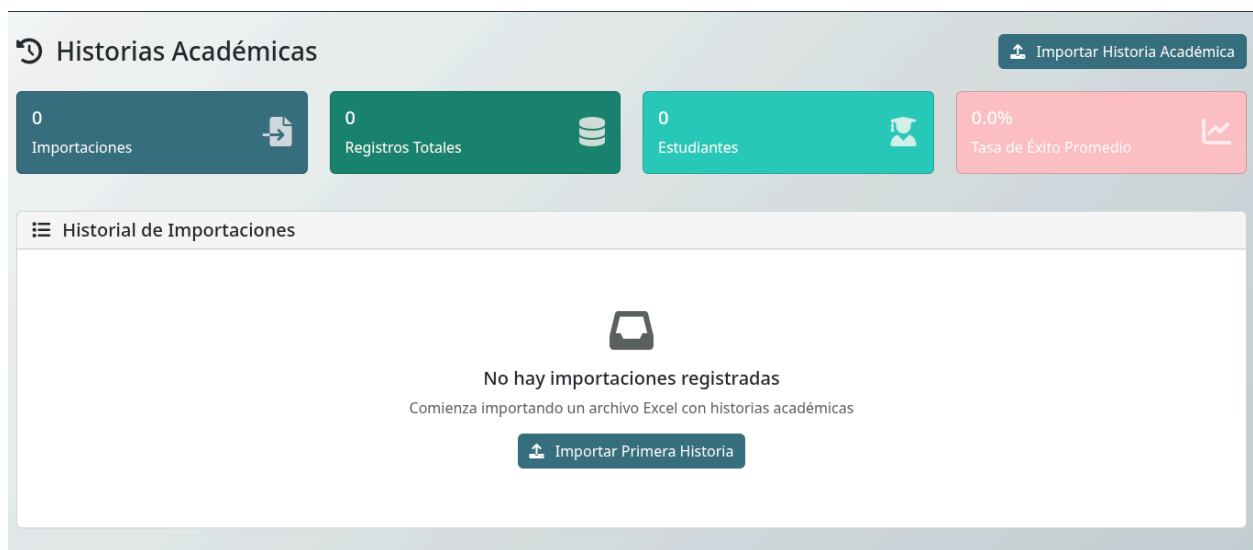 Historias Académicas
Importar Historia Académica
0
Importaciones
0
Registros Totales
0
Estudiantes
0.0%
Tasa de Éxito Promedio
Historial de Importaciones
No hay importaciones registradas
Comienza importando un archivo Excel con historias académicas
Importar Primera Historia